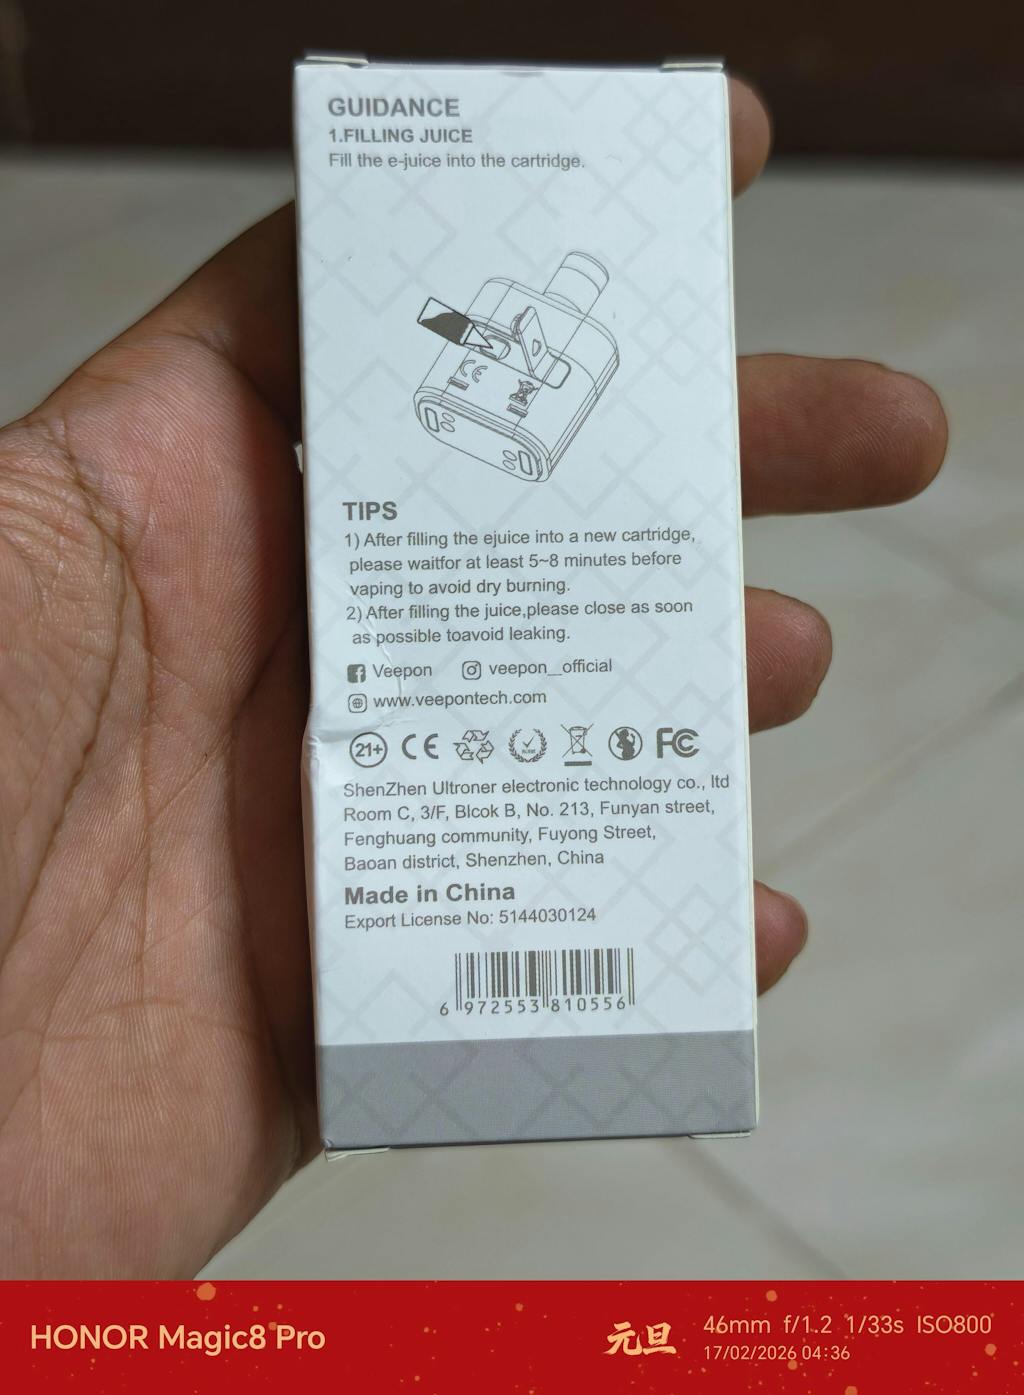 GUIDANCE
1.FILLING JUICE
Fill the e-juice into the cartridge.
CE
TIPS
1) After filling the ejuice into a new cartridge,
please waitfor at least 5~8 minutes before
vaping to avoid dry burning.
2) After filling the juice,please close as soon
as possible toavoid leaking.
Veepon veepon__official
www.veepontech.com
21+ CE FC
ShenZhen Ultroner electronic technology co., ltd
Room C, 3/F, Blcok B, No. 213, Funyan street,
Fenghuang community, Fuyong Street,
Baoan district, Shenzhen, China
Made in China
Export License No: 5144030124
6 972553 810556
HONOR Magic8 Pro
元旦
46mm f/1.2 1/33s ISO800
17/02/2026 04:36